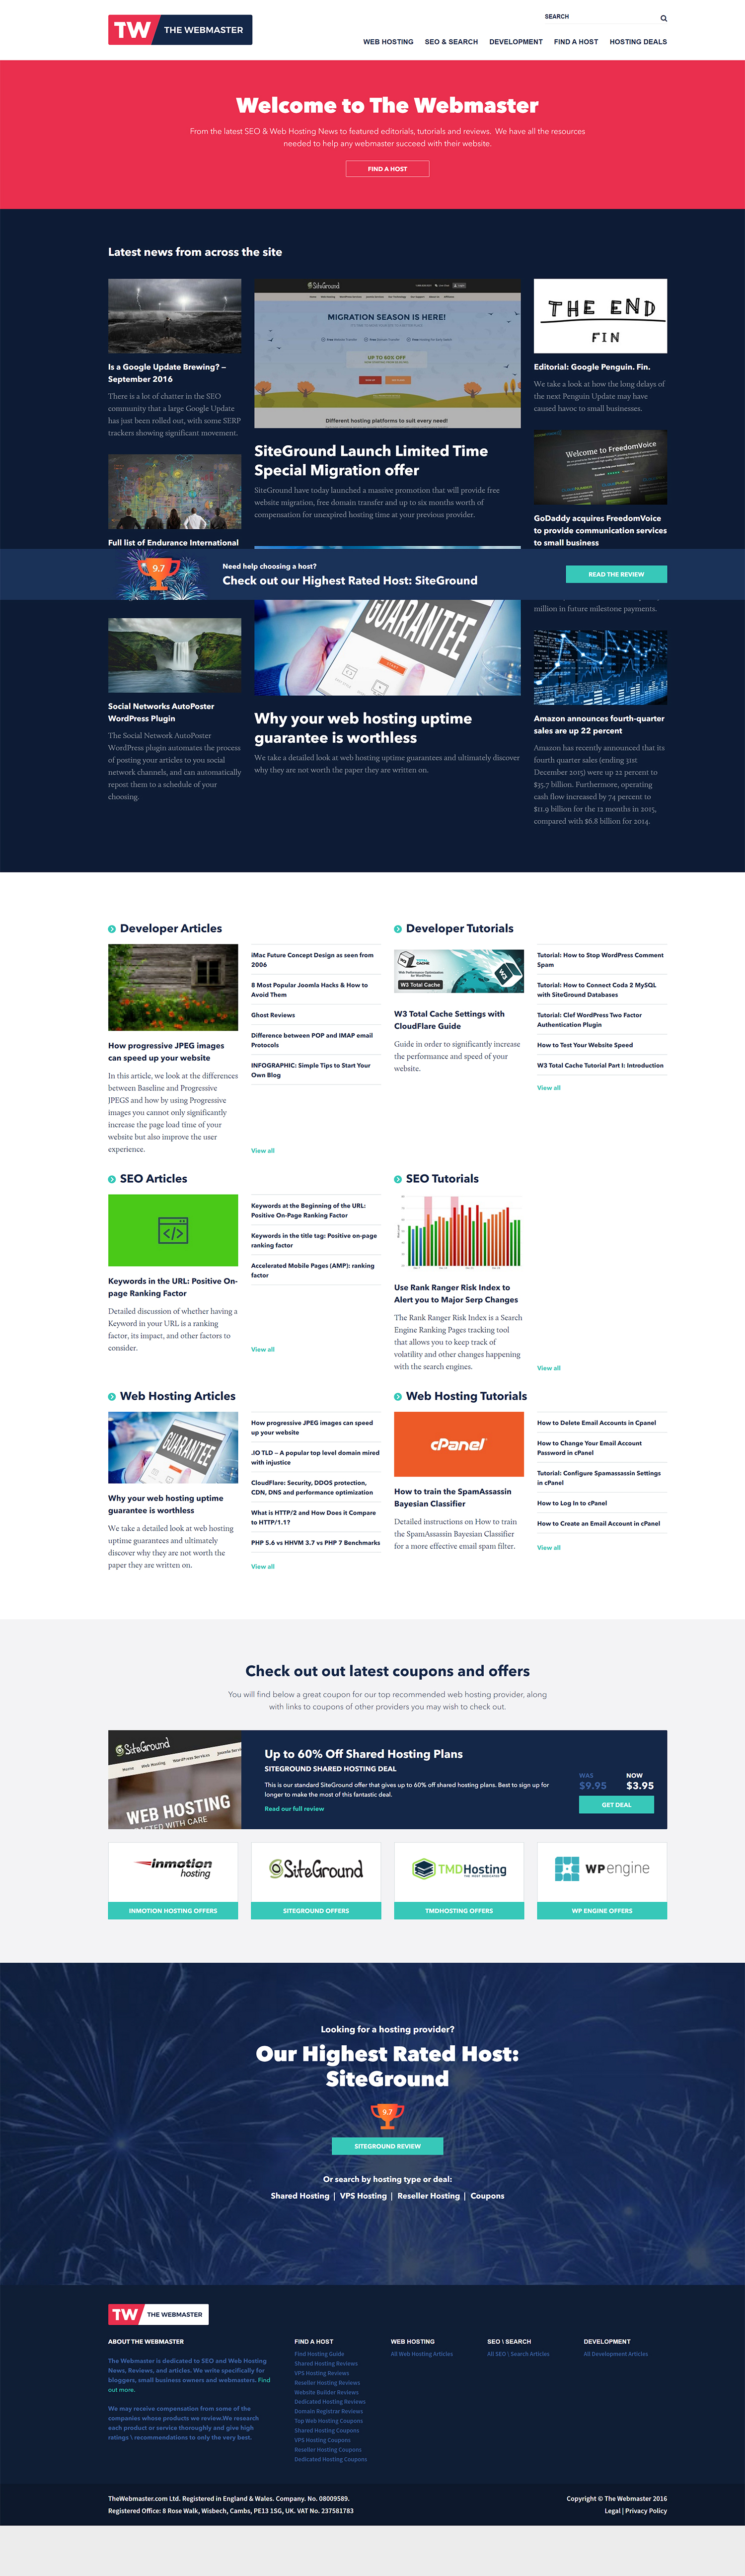 TW THE WEBMASTER
SEARCH
WEB HOSTING SEO & SEARCH DEVELOPMENT FIND A HOST HOSTING DEALS
Welcome to The Webmaster
From the latest SEO & Web Hosting News to featured editorials, tutorials and reviews. We have all the resources
needed to help any webmaster succeed with their website.
FIND A HOST
Latest news from across the site
Is a Google Update Brewing? –
September 2016
There is a lot of chatter in the SEO
community that a large Google Update
has just been rolled out, with some SERP
trackers showing significant movement.
Full list of Endurance International
SiteGround
MIGRATION SEASON IS HERE!
UP TO 60% OFF
Different hosting platforms to suit every need!
SiteGround Launch Limited Time
Special Migration offer
SiteGround have today launched a massive promotion that will provide free
website migration, free domain transfer and up to six months worth of
compensation for unexpired hosting time at your previous provider.
THE END
FIN
Editorial: Google Penguin. Fin.
We take a look at how the long delays of
the next Penguin Update may have
caused havoc to small businesses.
Welcome to FreedomVoice
GoDaddy acquires FreedomVoice
to provide communication services
to small business
9.7
Need help choosing a host?
Check out our Highest Rated Host: SiteGround
READ THE REVIEW
Social Networks AutoPoster
WordPress Plugin
The Social Network AutoPoster
WordPress plugin automates the process
of posting your articles to you social
network channels, and can automatically
repost them to a schedule of your
choosing.
GUARANTEE
Why your web hosting uptime
guarantee is worthless
We take a detailed look at web hosting uptime guarantees and ultimately discover
why they are not worth the paper they are written on.
million in future milestone payments.
Amazon announces fourth-quarter
sales are up 22 percent
Amazon has recently announced that its
fourth quarter sales (ending 31st
December 2015) were up 22 percent to
$35.7 billion. Furthermore, operating
cash flow increased by 74 percent to
$11.9 billion for the 12 months in 2015,
compared with $6.8 billion for 2014.
Developer Articles
How progressive JPEG images
can speed up your website
In this article, we look at the differences
between Baseline and Progressive
JPEGS and how by using Progressive
images you cannot only significantly
increase the page load time of your
website but also improve the user
experience.
iMac Future Concept Design as seen from
2006
8 Most Popular Joomla Hacks & How to
Avoid Them
Ghost Reviews
Difference between POP and IMAP email
Protocols
INFOGRAPHIC: Simple Tips to Start Your
Own Blog
View all
Developer Tutorials
W3 Total Cache
W3
W3 Total Cache Settings with
CloudFlare Guide
Guide in order to significantly increase
the performance and speed of your
website.
Tutorial: How to Stop WordPress Comment
Spam
Tutorial: How to Connect Coda 2 MySQL
with SiteGround Databases
Tutorial: Clef WordPress Two Factor
Authentication Plugin
How to Test Your Website Speed
W3 Total Cache Tutorial Part I: Introduction
View all
SEO Articles
Keywords in the URL: Positive On-
page Ranking Factor
Detailed discussion of whether having a
Keyword in your URL is a ranking
factor, its impact, and other factors to
consider.
Keywords at the Beginning of the URL:
Positive On-Page Ranking Factor
Keywords in the title tag: Positive on-page
ranking factor
Accelerated Mobile Pages (AMP): ranking
factor
View all
SEO Tutorials
Use Rank Ranger Risk Index to
Alert you to Major Serp Changes
The Rank Ranger Risk Index is a Search
Engine Ranking Pages tracking tool
that allows you to keep track of
volatility and other changes happening
with the search engines.
View all
Web Hosting Articles
GUARANTEE
Why your web hosting uptime
guarantee is worthless
We take a detailed look at web hosting
uptime guarantees and ultimately
discover why they are not worth the
paper they are written on.
How progressive JPEG images can speed
up your website
.IO TLD – A popular top level domain mired
with injustice
CloudFlare: Security, DDOS protection,
CDN, DNS and performance optimization
What is HTTP/2 and How Does it Compare
to HTTP/1.1?
PHP 5.6 vs HHVM 3.7 vs PHP 7 Benchmarks
View all
Web Hosting Tutorials
cPanel
How to train the SpamAssassin
Bayesian Classifier
Detailed instructions on How to train
the SpamAssassin Bayesian Classifier
for a more effective email spam filter.
How to Delete Email Accounts in Cpanel
How to Change Your Email Account
Password in cPanel
Tutorial: Configure Spamassassin Settings
in cPanel
How to Log In to cPanel
How to Create an Email Account in cPanel
View all
Check out out latest coupons and offers
You will find below a great coupon for our top recommended web hosting provider, along
with links to coupons of other providers you may wish to check out.
SiteGround
Home Web Hosting WordPress Services
WEB HOSTING
CRAFTED WITH CARE
Up to 60% Off Shared Hosting Plans
SITEGROUND SHARED HOSTING DEAL
This is our standard SiteGround offer that gives up to 60% off shared hosting plans. Best to sign up for
longer to make the most of this fantastic deal.
Read our full review
WAS NOW
$9.95 $3.95
GET DEAL
inmotion hosting
SiteGround
TMDHosting
WP engine
INMOTION HOSTING OFFERS
SITEGROUND OFFERS
TMDHOSTING OFFERS
WP ENGINE OFFERS
Looking for a hosting provider?
Our Highest Rated Host:
SiteGround
9.7
SITEGROUND REVIEW
Or search by hosting type or deal:
Shared Hosting | VPS Hosting | Reseller Hosting | Coupons
TW THE WEBMASTER
ABOUT THE WEBMASTER
The Webmaster is dedicated to SEO and Web Hosting
News, Reviews, and articles. We write specifically for
bloggers, small business owners and webmasters. Find
out more.
We may receive compensation from some of the
companies whose products we review.We research
each product or service thoroughly and give high
ratings \ recommendations to only the very best.
FIND A HOST
Find Hosting Guide
Shared Hosting Reviews
VPS Hosting Reviews
Reseller Hosting Reviews
Website Builder Reviews
Dedicated Hosting Reviews
Domain Registrar Reviews
Top Web Hosting Coupons
Shared Hosting Coupons
VPS Hosting Coupons
Reseller Hosting Coupons
Dedicated Hosting Coupons
WEB HOSTING
All Web Hosting Articles
SEO \ SEARCH
All SEO \ Search Articles
DEVELOPMENT
All Development Articles
TheWebmaster.com Ltd. Registered in England & Wales. Company. No. 08009589.
Registered Office: 8 Rose Walk, Wisbech, Cambs, PE13 1SG, UK. VAT No. 237581783
Copyright © The Webmaster 2016
Legal | Privacy Policy